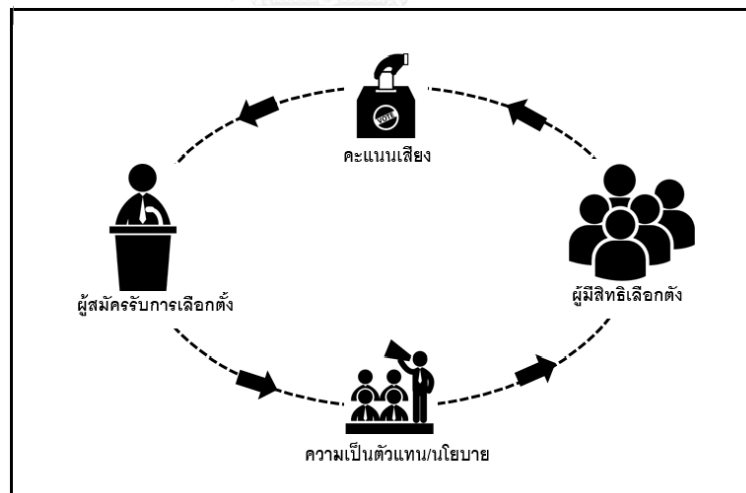 VOTE
คะแนนเสียง
ผู้สมัครรับการเลือกตั้ง
ผู้มีสิทธิเลือกตัง
ความเป็นตัวแทน/นโยบาย